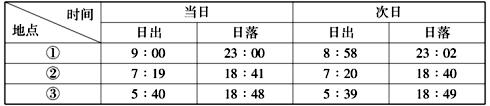 时间 当日 次日
地点 日出 日落 日出 日落
① 9：00 23：00 8：58 23：02
② 7：19 18：41 7：20 18：40
③ 5：40 18：48 5：39 18：49